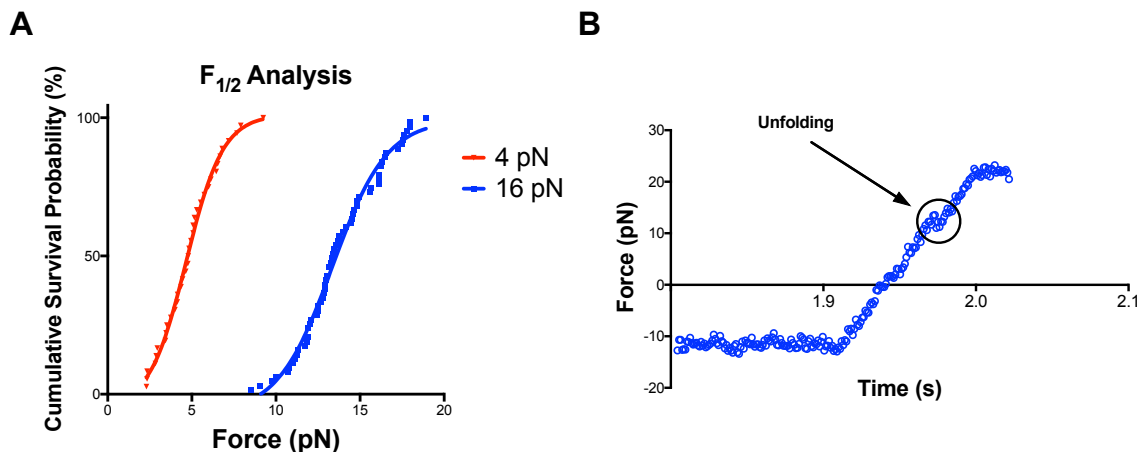 A
F1/2 Analysis
Cumulative Survival Probability (%)
100
50
0
0
5
10
15
20
Force (pN)
4 pN
16 pN
B
Unfolding
Force (pN)
30
20
10
0
-10
-20
1.9
2.0
2.1
Time (s)